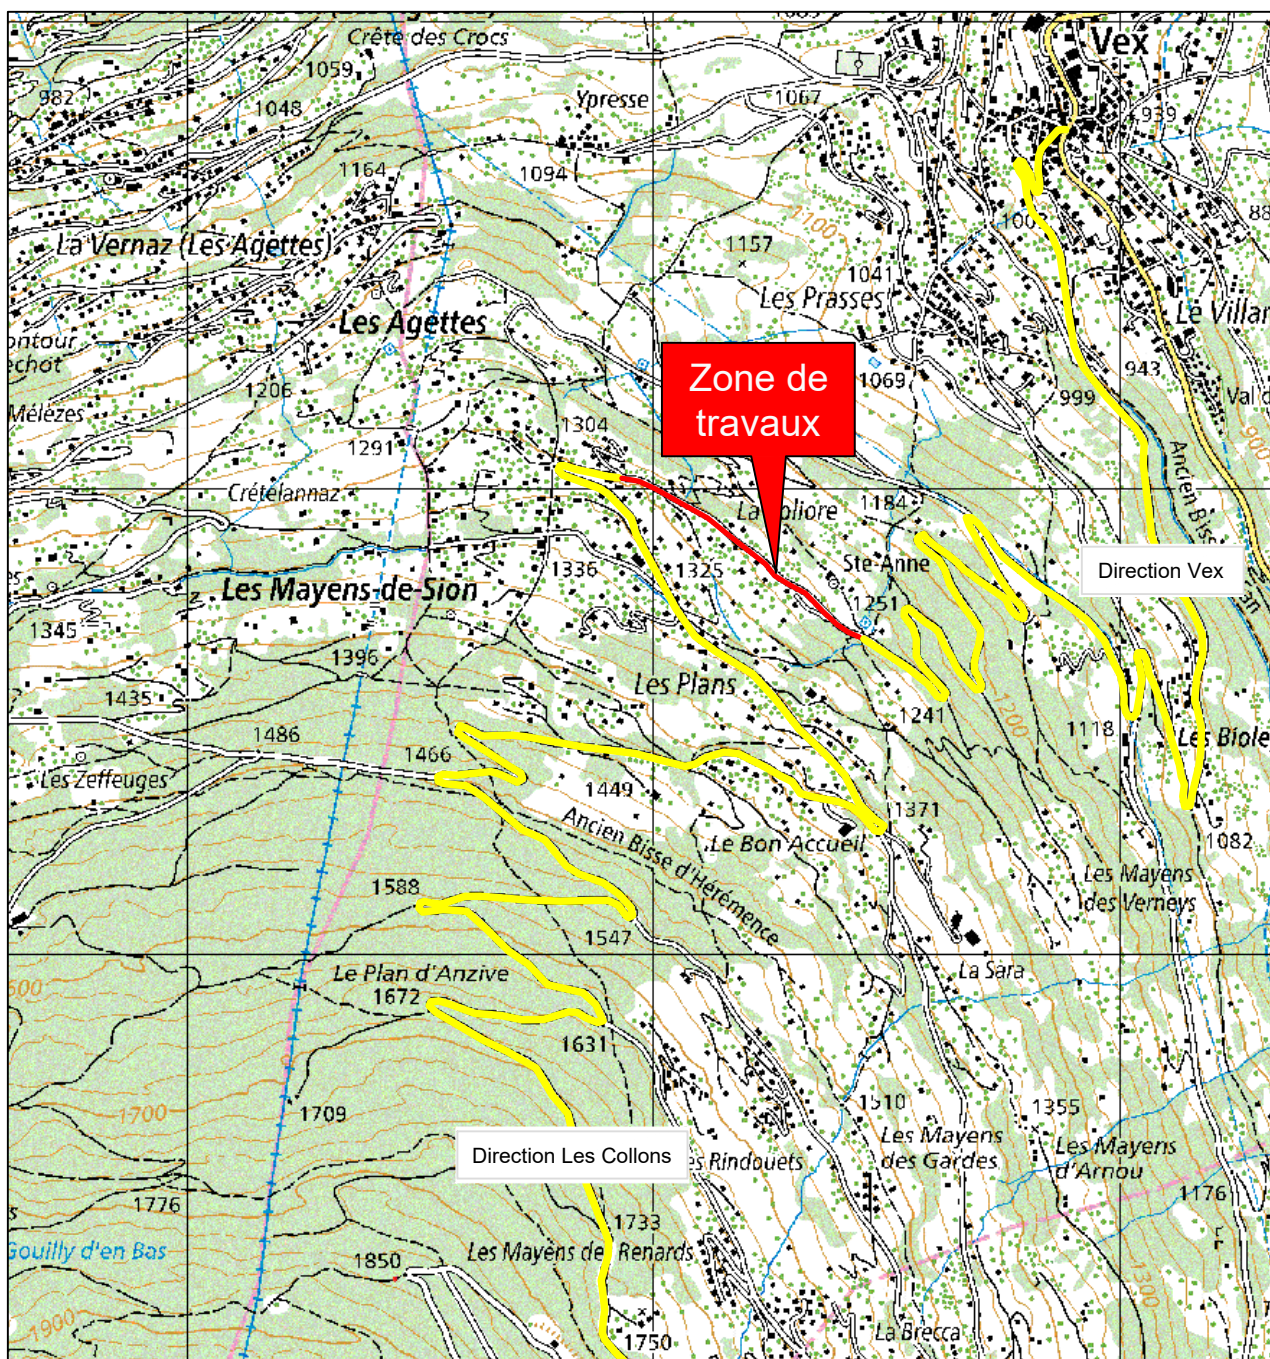 Crête des Crocs
Vex
1059
982
1048
Ypresse
1067
939
1164
1094
La Vernaz (Les Agettes)
1157
1100
1041
Les Prasses
Les Agettes
1206
Mélèzes
1291
1304
Zone de
travaux
1069
999
943
900
Crételannaz
1184
Ste-Anne
1336
1325
1251
Direction Vex
Les Mayens-de-Sion
1345
1396
1435
Les Plans
1241
1200
1118
1486
1466
Les Zeffeuges
1449
1371
Ancien Bisse d'Hérémence
Le Bon Accueil
1082
Les Mayens
des Verneys
1588
1547
Le Plan d'Anzive
1672
La Sara
1631
1700
1709
1510
1355
Les Mayens
des Gardes
Les Mayens
d'Arnou
Direction Les Collons
Rindouets
1776
1176
1733
Gouilly d'en Bas
1850
Les Mayens de Renards
1300
1900
1750
La Brecca